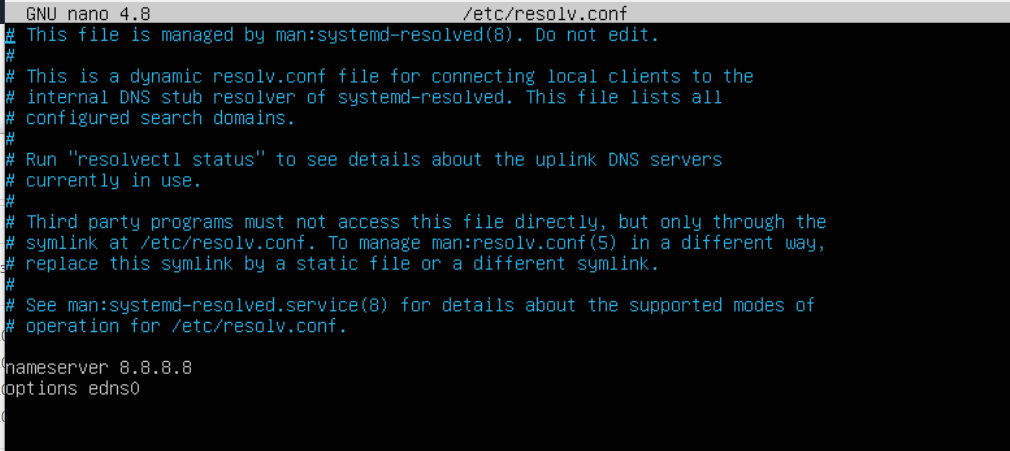 GNU nano 4.8 /etc/resolv.conf
# This file is managed by man:systemd-resolved(8). Do not edit.
#
# This is a dynamic resolv.conf file for connecting local clients to the
# internal DNS stub resolver of systemd-resolved. This file lists all
# configured search domains.
#
# Run "resolvectl status" to see details about the uplink DNS servers
# currently in use.
#
# Third party programs must not access this file directly, but only through the
# symlink at /etc/resolv.conf. To manage man:resolv.conf(5) in a different way,
# replace this symlink by a static file or a different symlink.
#
# See man:systemd-resolved.service(8) for details about the supported modes of
# operation for /etc/resolv.conf.
nameserver 8.8.8.8
options edns0